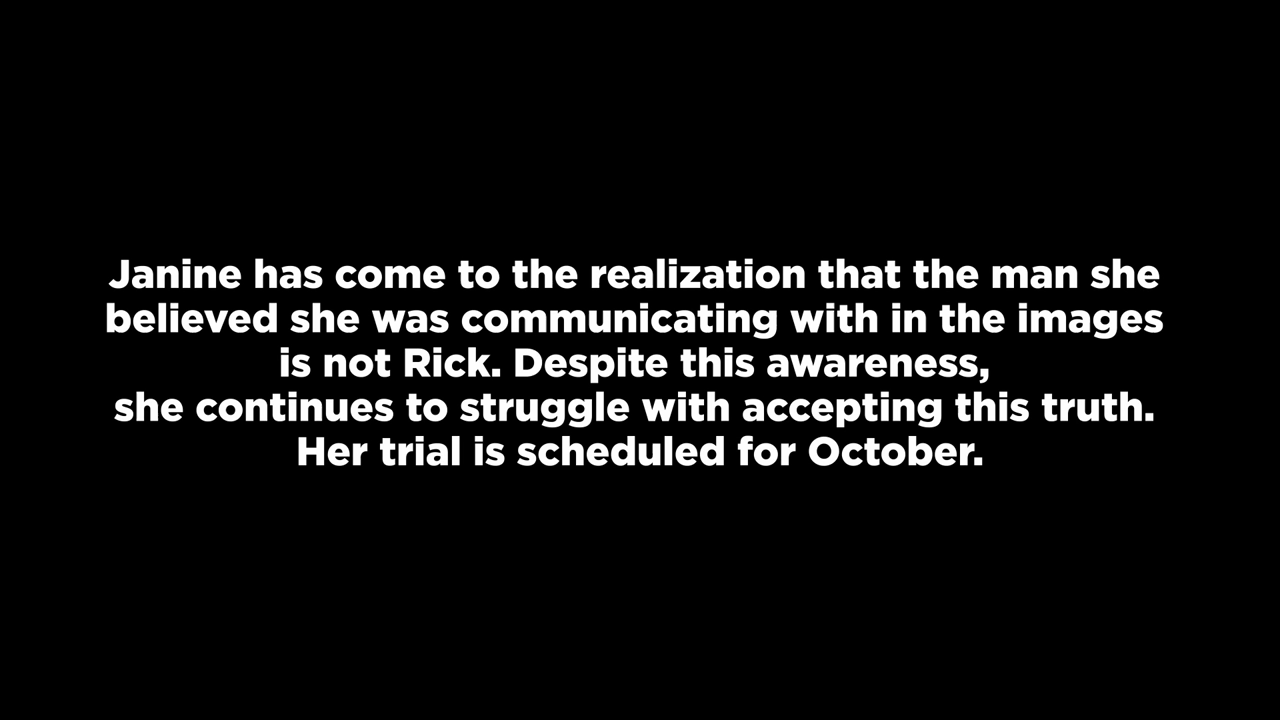 Janine has come to the realization that the man she
believed she was communicating with in the images
is not Rick. Despite this awareness,
she continues to struggle with accepting this truth.
Her trial is scheduled for October.